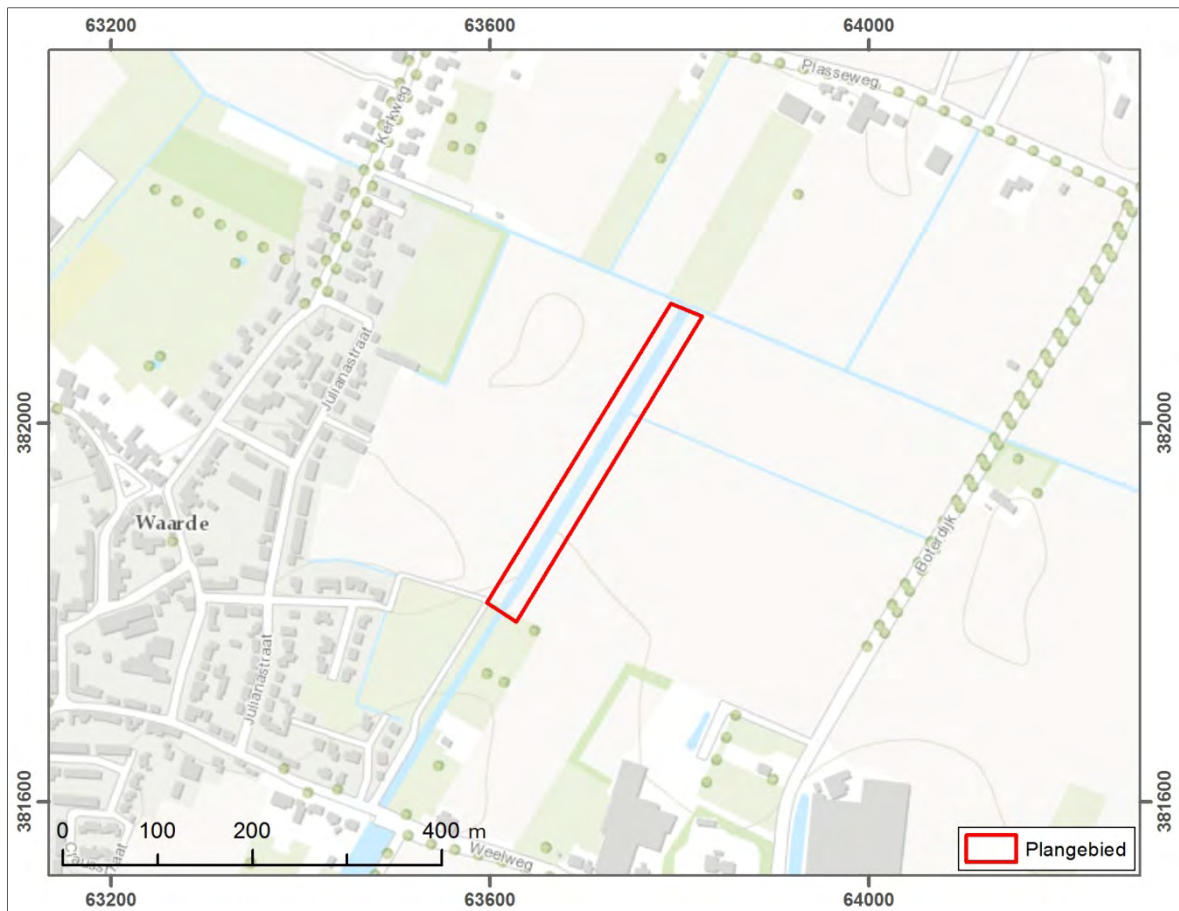 63200 63600 64000
Plasseweg
Kerkweg
Julianastraat
382000 382000
Waarde
Boterdijk
Julianastraat
381600 381600
0 100 200 400 m
Weelweg
Plangebied
63200 63600 64000